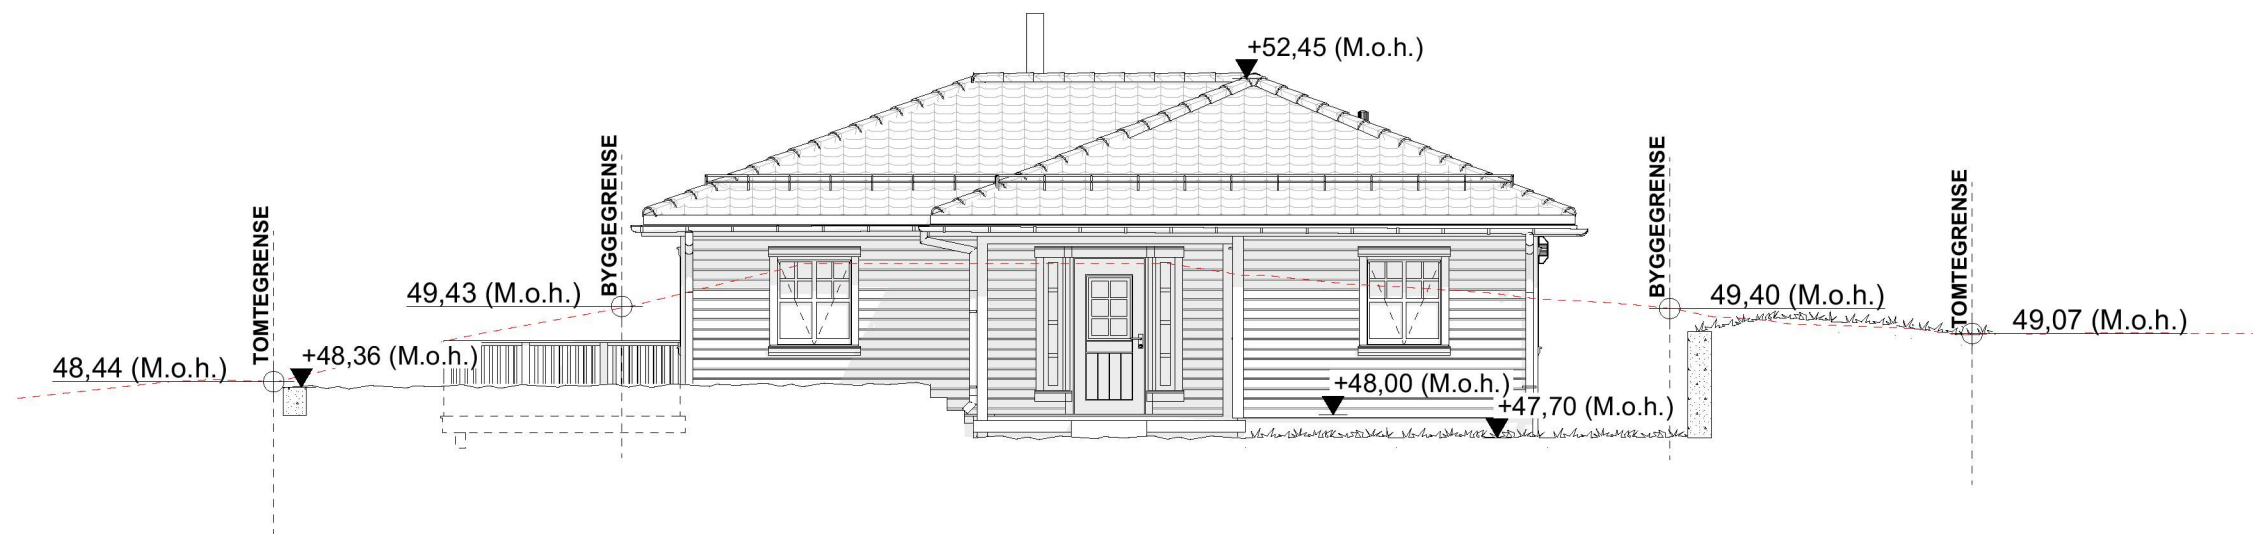 +52,45 (M.o.h.)
TOMTEGRENSE
BYGGEGRENSE
BYGGEGRENSE
TOMTEGRENSE
49,43 (M.o.h.)
49,40 (M.o.h.)
49,07 (M.o.h.)
48,44 (M.o.h.)
+48,36 (M.o.h.)
+48,00 (M.o.h.)
+47,70 (M.o.h.)